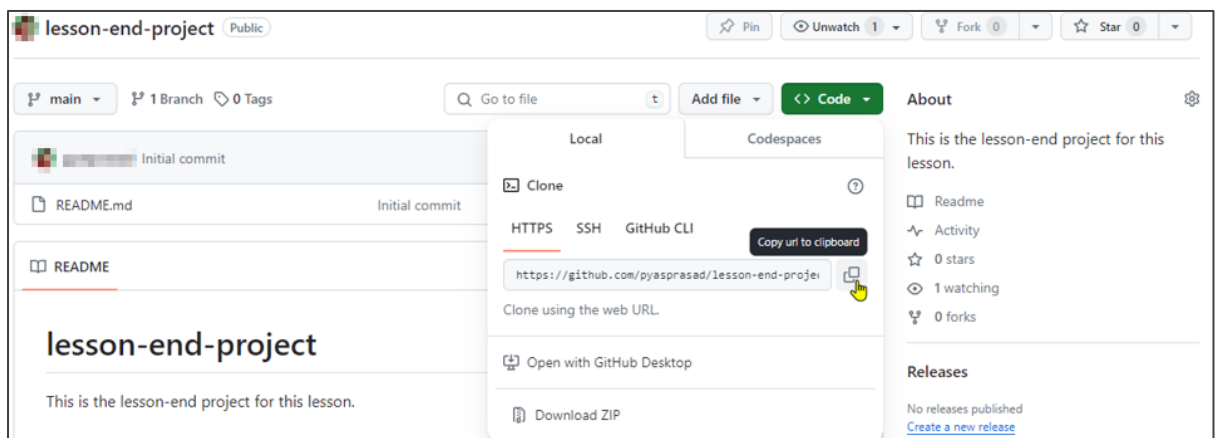 lesson-end-project Public
Pin
Unwatch 1
Fork 0
Star 0
main
1 Branch 0 Tags
Go to file t
Add file
<> Code
Initial commit
README.md Initial commit
README
lesson-end-project
This is the lesson-end project for this lesson.
Local Codespaces
Clone
HTTPS SSH GitHub CLI
Copy url to clipboard
https://github.com/pyasprasad/lesson-end-proje
Clone using the web URL.
Open with GitHub Desktop
Download ZIP
About
This is the lesson-end project for this
lesson.
Readme
Activity
0 stars
1 watching
0 forks
Releases
No releases published
Create a new release